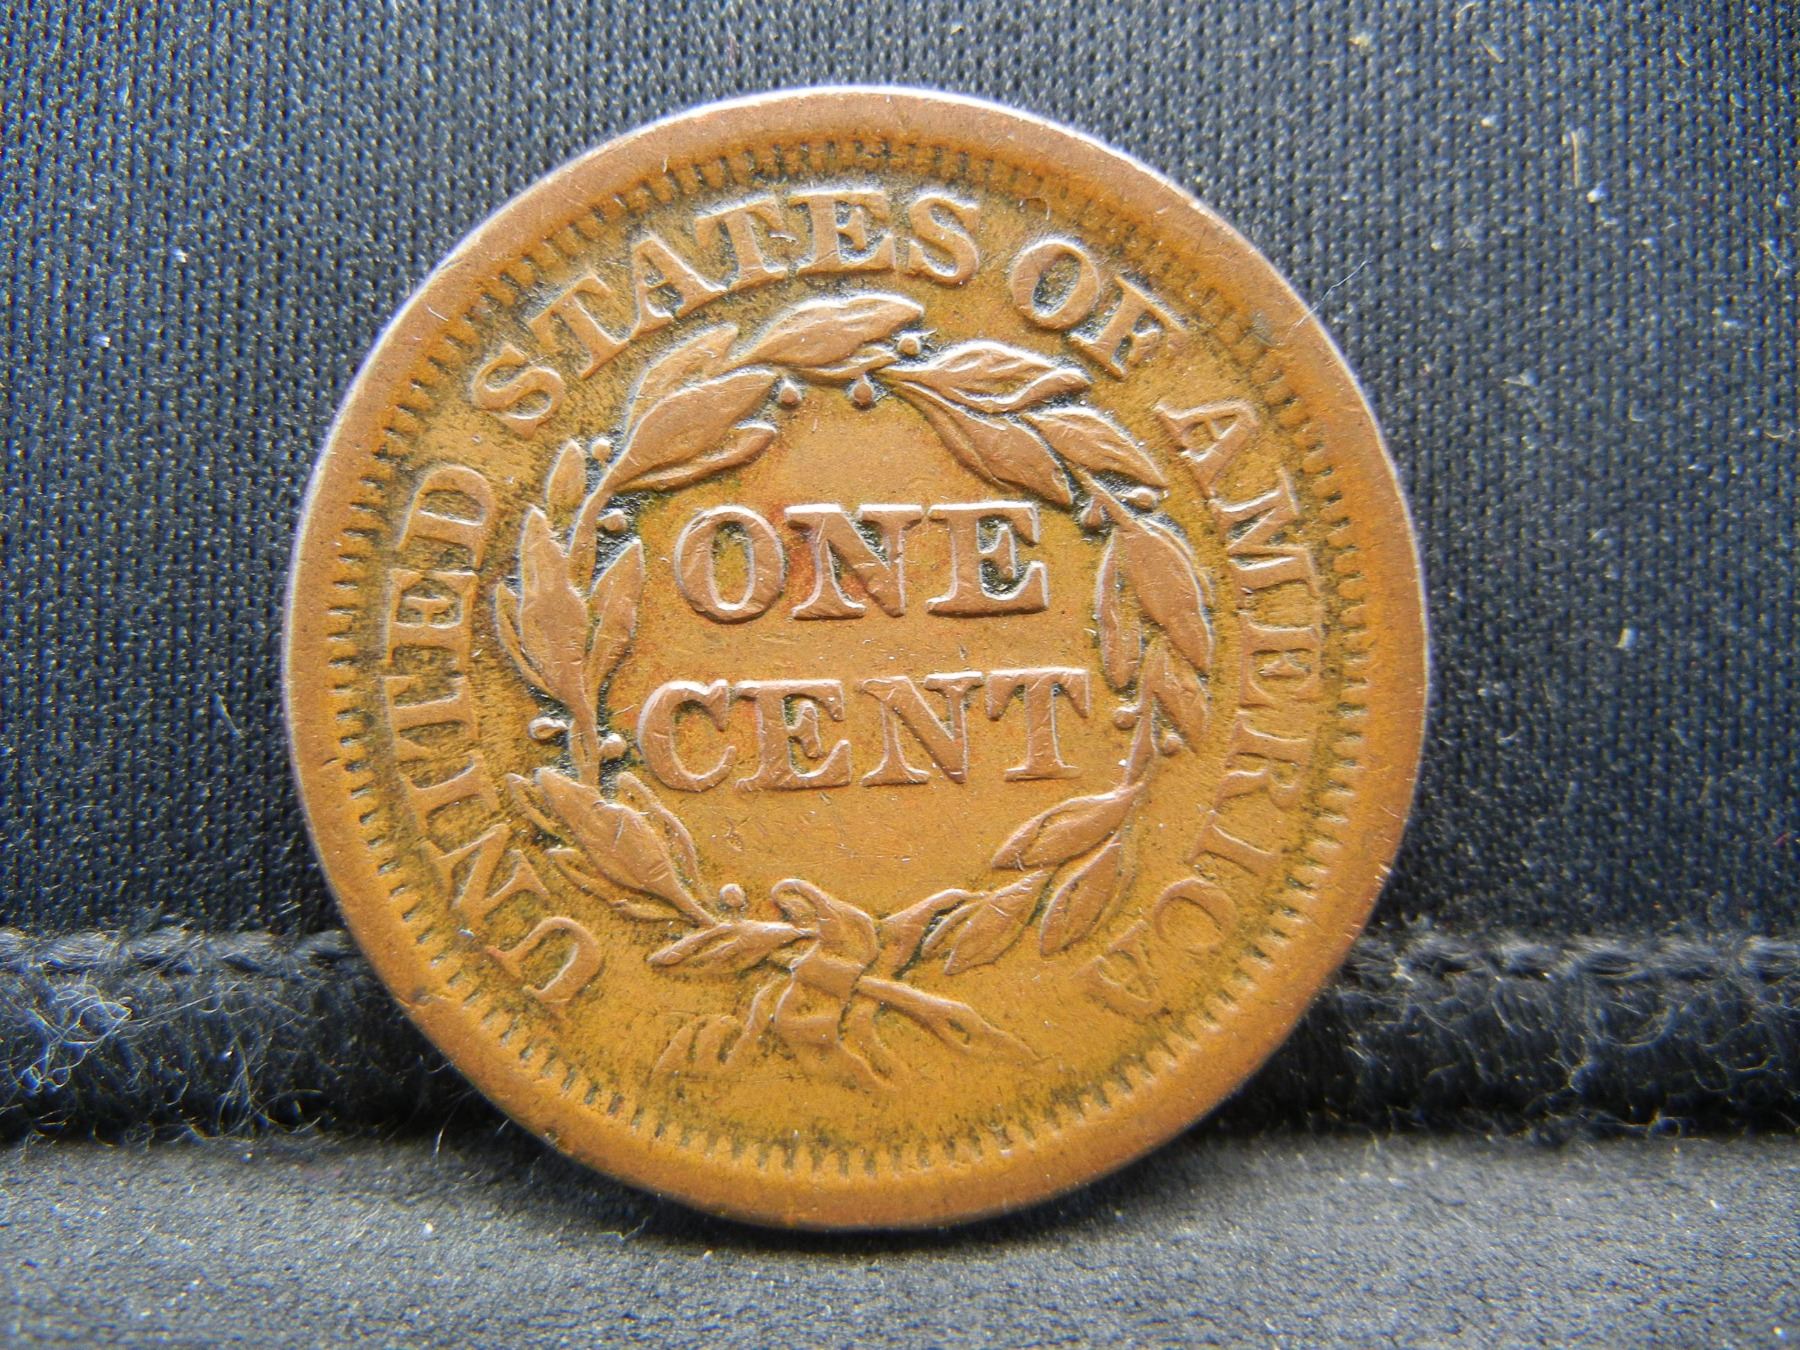 UNITED STATES OF AMERICA
ONE
CENT